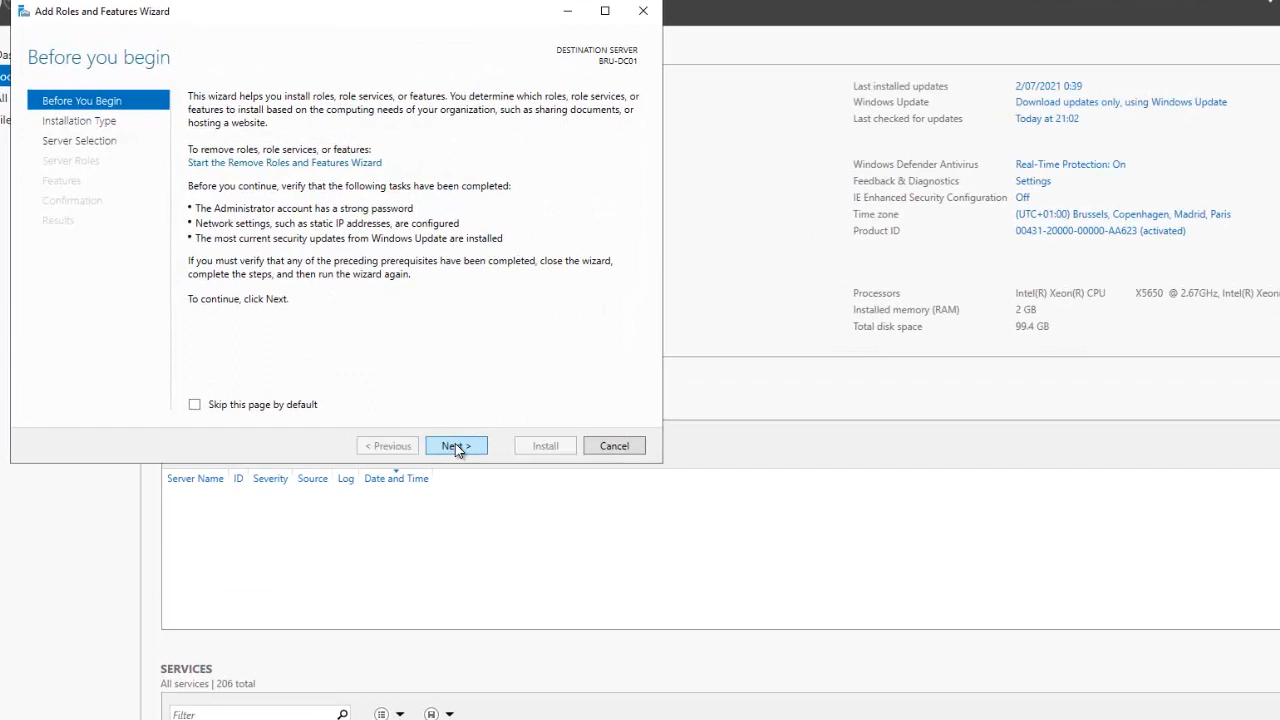 Add Roles and Features Wizard
Before you begin
DESTINATION SERVER
BRU-DC01
Before You Begin
Installation Type
Server Selection
Server Roles
Features
Confirmation
Results
This wizard helps you install roles, role services, or features. You determine which roles, role services, or
features to install based on the computing needs of your organization, such as sharing documents, or
hosting a website.
To remove roles, role services, or features:
Start the Remove Roles and Features Wizard
Before you continue, verify that the following tasks have been completed:
• The Administrator account has a strong password
• Network settings, such as static IP addresses, are configured
• The most current security updates from Windows Update are installed
If you must verify that any of the preceding prerequisites have been completed, close the wizard,
complete the steps, and then run the wizard again.
To continue, click Next.
Skip this page by default
< Previous
Next >
Install
Cancel
Last installed updates 2/07/2021 0:39
Windows Update Download updates only, using Windows Update
Last checked for updates Today at 21:02
Windows Defender Antivirus Real-Time Protection: On
Feedback & Diagnostics Settings
IE Enhanced Security Configuration Off
Time zone (UTC+01:00) Brussels, Copenhagen, Madrid, Paris
Product ID 00431-20000-00000-AA623 (activated)
Processors Intel(R) Xeon(R) CPU X5650 @ 2.67GHz, Intel(R) Xeon
Installed memory (RAM) 2 GB
Total disk space 99.4 GB
Server Name ID Severity Source Log Date and Time
SERVICES
All services | 206 total
Filter